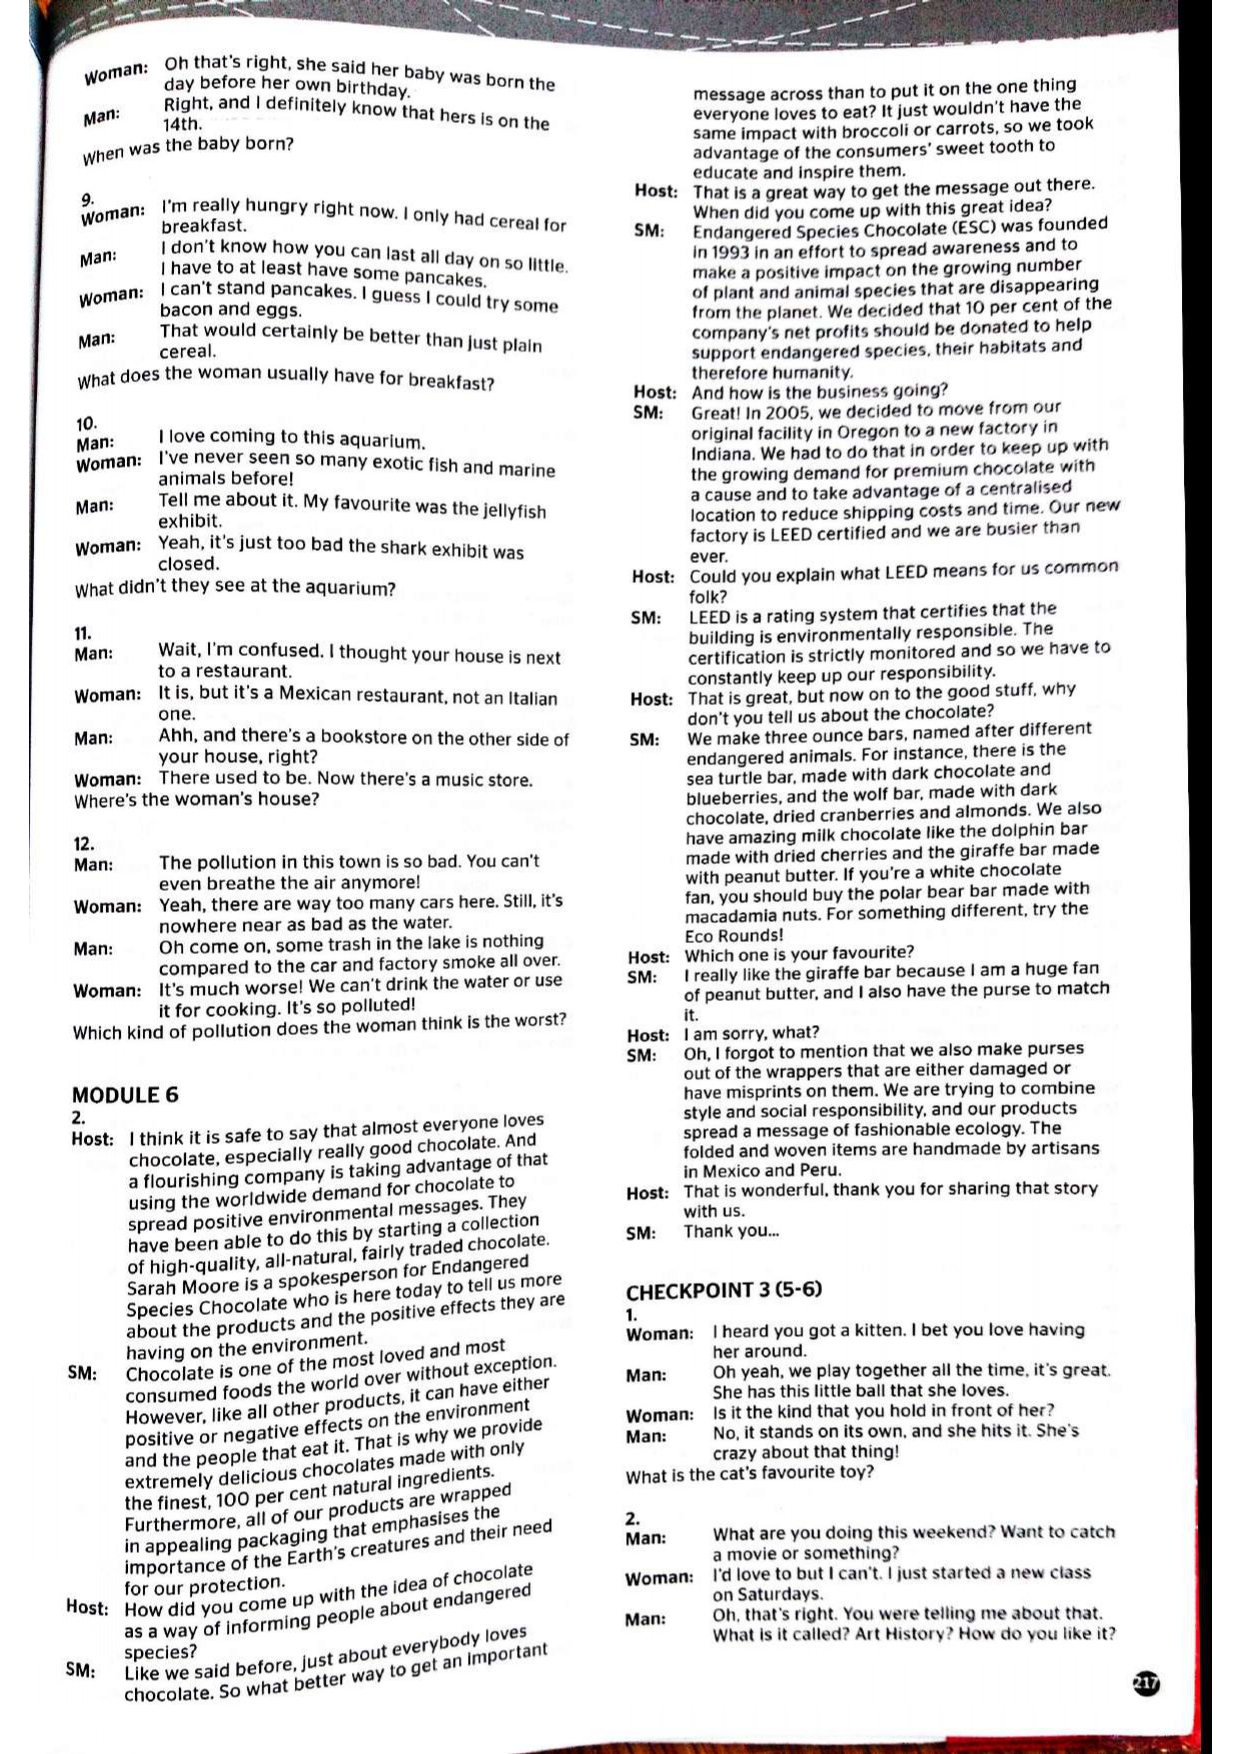 Woman: Oh that's right, she said her baby was born the
day before her own birthday.
Man: Right, and I definitely know that hers is on the
14th.
When was the baby born?
9.
Woman: I'm really hungry right now. I only had cereal for
breakfast.
Man: I don't know how you can last all day on so little.
I have to at least have some pancakes.
Woman: I can't stand pancakes. I guess I could try some
bacon and eggs.
Man: That would certainly be better than just plain
cereal.
What does the woman usually have for breakfast?
10.
Man: I love coming to this aquarium.
Woman: I've never seen so many exotic fish and marine
animals before!
Man: Tell me about it. My favourite was the jellyfish
exhibit.
Woman: Yeah, it's just too bad the shark exhibit was
closed.
What didn't they see at the aquarium?
11.
Man: Wait, I'm confused. I thought your house is next
to a restaurant.
Woman: It is, but it's a Mexican restaurant, not an Italian
one.
Man: Ahh, and there's a bookstore on the other side of
your house, right?
Woman: There used to be. Now there's a music store.
Where's the woman's house?
12.
Man: The pollution in this town is so bad. You can't
even breathe the air anymore!
Woman: Yeah, there are way too many cars here. Still, it's
nowhere near as bad as the water.
Man: Oh come on, some trash in the lake is nothing
compared to the car and factory smoke all over.
Woman: It's much worse! We can't drink the water or use
it for cooking. It's so polluted!
Which kind of pollution does the woman think is the worst?
MODULE 6
2.
Host: I think it is safe to say that almost everyone loves
chocolate, especially really good chocolate. And
a flourishing company is taking advantage of that
using the worldwide demand for chocolate to
spread positive environmental messages. They
have been able to do this by starting a collection
of high-quality, all-natural, fairly traded chocolate.
Sarah Moore is a spokesperson for Endangered
Species Chocolate who is here today to tell us more
about the products and the positive effects they are
having on the environment.
SM: Chocolate is one of the most loved and most
consumed foods the world over without exception.
However, like all other products, it can have either
positive or negative effects on the environment
and the people that eat it. That is why we provide
extremely delicious chocolates made with only
the finest, 100 per cent natural ingredients.
Furthermore, all of our products are wrapped
in appealing packaging that emphasises the
importance of the Earth's creatures and their need
for our protection.
Host: How did you come up with the idea of chocolate
as a way of informing people about endangered
species?
SM: Like we said before, just about everybody loves
chocolate. So what better way to get an important
message across than to put it on the one thing
everyone loves to eat? It just wouldn't have the
same impact with broccoli or carrots, so we took
advantage of the consumers' sweet tooth to
educate and inspire them.
Host: That is a great way to get the message out there.
When did you come up with this great idea?
SM: Endangered Species Chocolate (ESC) was founded
in 1993 in an effort to spread awareness and to
make a positive impact on the growing number
of plant and animal species that are disappearing
from the planet. We decided that 10 per cent of the
company's net profits should be donated to help
support endangered species, their habitats and
therefore humanity.
Host: And how is the business going?
SM: Great! In 2005, we decided to move from our
original facility in Oregon to a new factory in
Indiana. We had to do that in order to keep up with
the growing demand for premium chocolate with
a cause and to take advantage of a centralised
location to reduce shipping costs and time. Our new
factory is LEED certified and we are busier than
ever.
Host: Could you explain what LEED means for us common
folk?
SM: LEED is a rating system that certifies that the
building is environmentally responsible. The
certification is strictly monitored and so we have to
constantly keep up our responsibility.
Host: That is great, but now on to the good stuff, why
don't you tell us about the chocolate?
SM: We make three ounce bars, named after different
endangered animals. For instance, there is the
sea turtle bar, made with dark chocolate and
blueberries, and the wolf bar, made with dark
chocolate, dried cranberries and almonds. We also
have amazing milk chocolate like the dolphin bar
made with dried cherries and the giraffe bar made
with peanut butter. If you're a white chocolate
fan, you should buy the polar bear bar made with
macadamia nuts. For something different, try the
Eco Rounds!
Host: Which one is your favourite?
SM: I really like the giraffe bar because I am a huge fan
of peanut butter, and I also have the purse to match
it.
Host: I am sorry, what?
SM: Oh, I forgot to mention that we also make purses
out of the wrappers that are either damaged or
have misprints on them. We are trying to combine
style and social responsibility, and our products
spread a message of fashionable ecology. The
folded and woven items are handmade by artisans
in Mexico and Peru.
Host: That is wonderful, thank you for sharing that story
with us.
SM: Thank you...
CHECKPOINT 3 (5-6)
1.
Woman: I heard you got a kitten. I bet you love having
her around.
Man: Oh yeah, we play together all the time, it's great.
She has this little ball that she loves.
Woman: Is it the kind that you hold in front of her?
Man: No, it stands on its own, and she hits it. She's
crazy about that thing!
What is the cat's favourite toy?
2.
Man: What are you doing this weekend? Want to catch
a movie or something?
Woman: I'd love to but I can't. I just started a new class
on Saturdays.
Man: Oh, that's right. You were telling me about that.
What is it called? Art History? How do you like it?
217